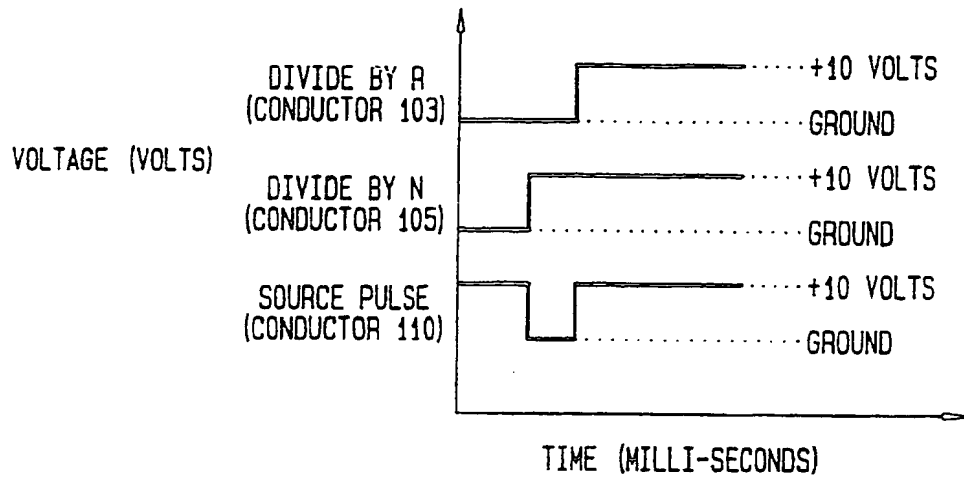 DIVIDE BY R
(CONDUCTOR 103)
+10 VOLTS
GROUND
VOLTAGE (VOLTS)
DIVIDE BY N
(CONDUCTOR 105)
+10 VOLTS
GROUND
SOURCE PULSE
(CONDUCTOR 110)
+10 VOLTS
GROUND
TIME (MILLI-SECONDS)